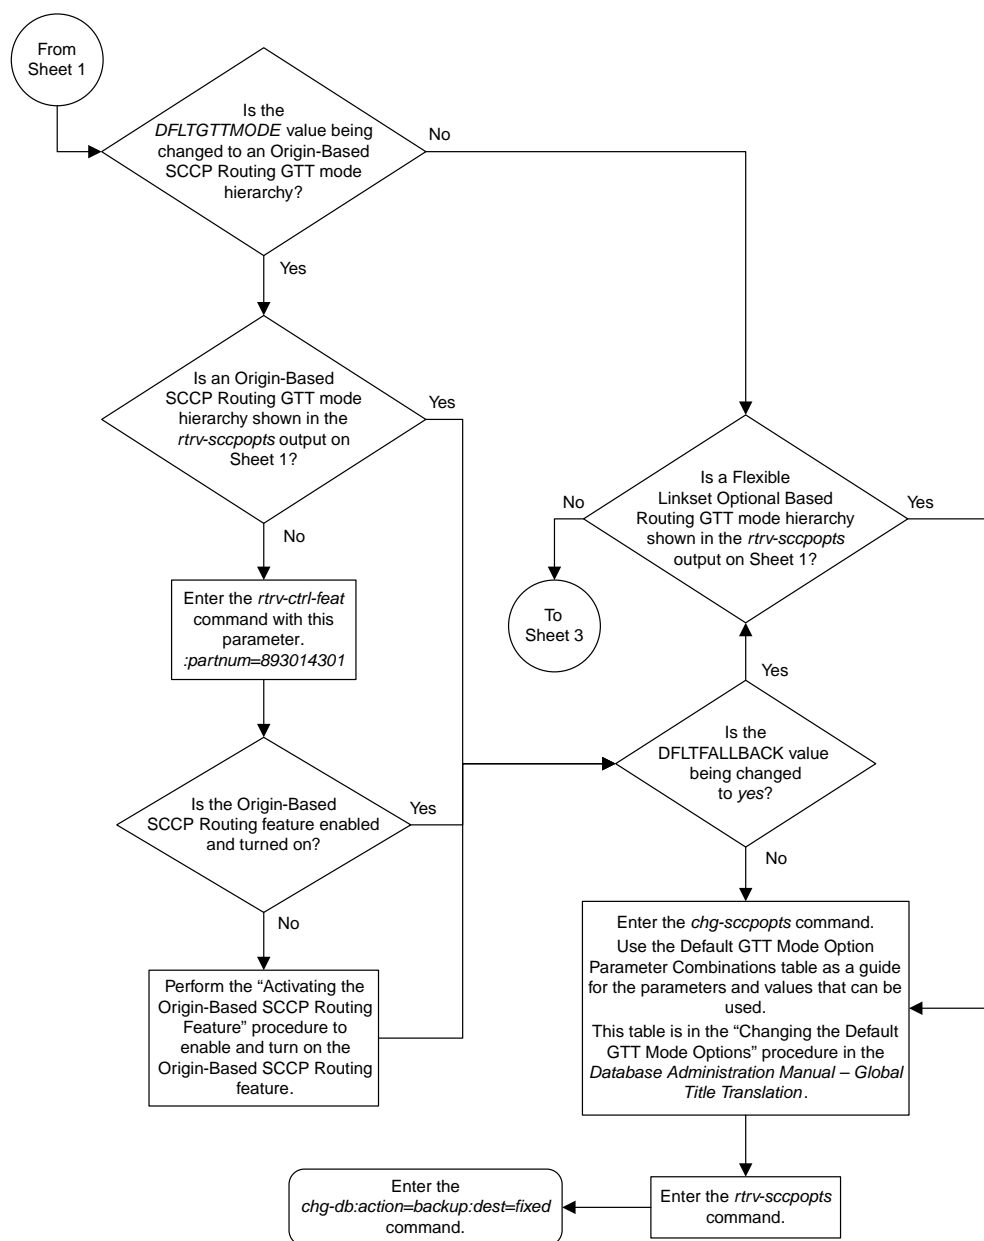 From
Sheet 1
Is the
DFLTGTTMODE value being
changed to an Origin-Based
SCCP Routing GTT mode
hierarchy?
No
Yes
Is an Origin-Based
SCCP Routing GTT mode
hierarchy shown in the
rtrv-sccpopts output on
Sheet 1?
Yes
No
Enter the rtrv-ctrl-feat
command with this
parameter.
:partnum=893014301
Is the Origin-Based
SCCP Routing feature enabled
and turned on?
Yes
No
Perform the “Activating the
Origin-Based SCCP Routing
Feature” procedure to
enable and turn on the
Origin-Based SCCP Routing
feature.
Is a Flexible
Linkset Optional Based
Routing GTT mode hierarchy
shown in the rtrv-sccpopts
output on Sheet 1?
No
Yes
To
Sheet 3
Yes
Is the
DFLTFALLBACK value
being changed
to yes?
No
Enter the chg-sccpopts command.
Use the Default GTT Mode Option
Parameter Combinations table as a guide
for the parameters and values that can be
used.
This table is in the “Changing the Default
GTT Mode Options” procedure in the
Database Administration Manual – Global
Title Translation.
Enter the rtrv-sccpopts
command.
Enter the
chg-db:action=backup:dest=fixed
command.